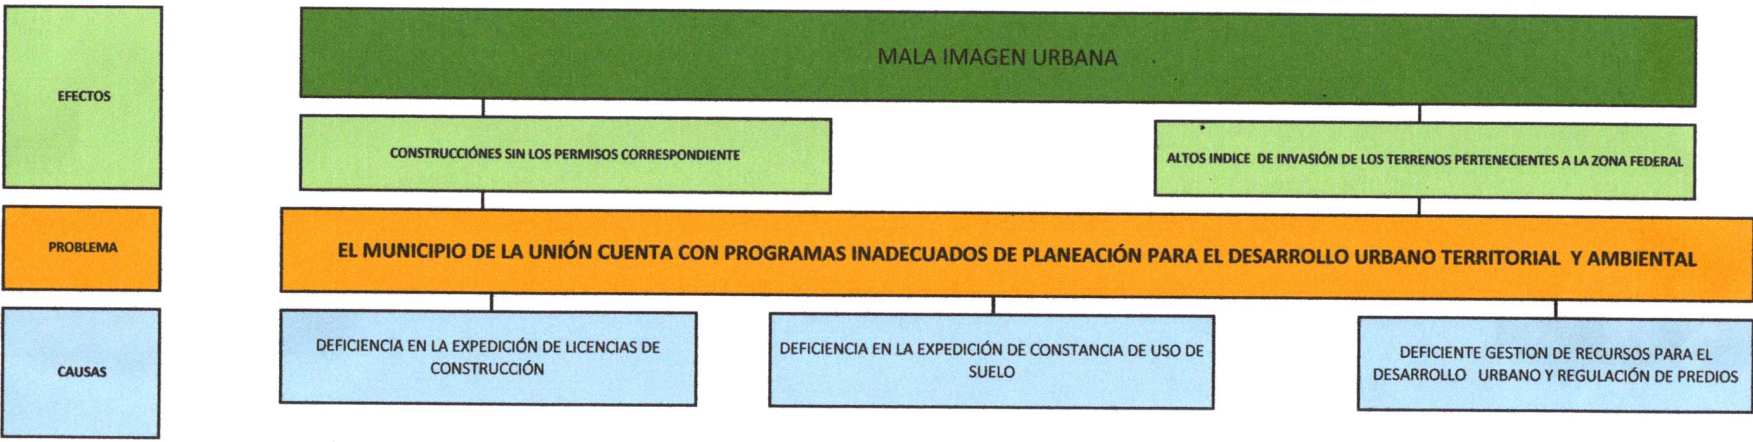 MALA IMAGEN URBANA
EFECTOS
CONSTRUCCIÓNES SIN LOS PERMISOS CORRESPONDIENTE
ALTOS INDICE DE INVASIÓN DE LOS TERRENOS PERTENECIENTES A LA ZONA FEDERAL
PROBLEMA
EL MUNICIPIO DE LA UNIÓN CUENTA CON PROGRAMAS INADECUADOS DE PLANEACIÓN PARA EL DESARROLLO URBANO TERRITORIAL Y AMBIENTAL
CAUSAS
DEFICIENCIA EN LA EXPEDICIÓN DE LICENCIAS DE
CONSTRUCCIÓN
DEFICIENCIA EN LA EXPEDICIÓN DE CONSTANCIA DE USO DE
SUELO
DEFICIENTE GESTION DE RECURSOS PARA EL
DESARROLLO URBANO Y REGULACIÓN DE PREDIOS